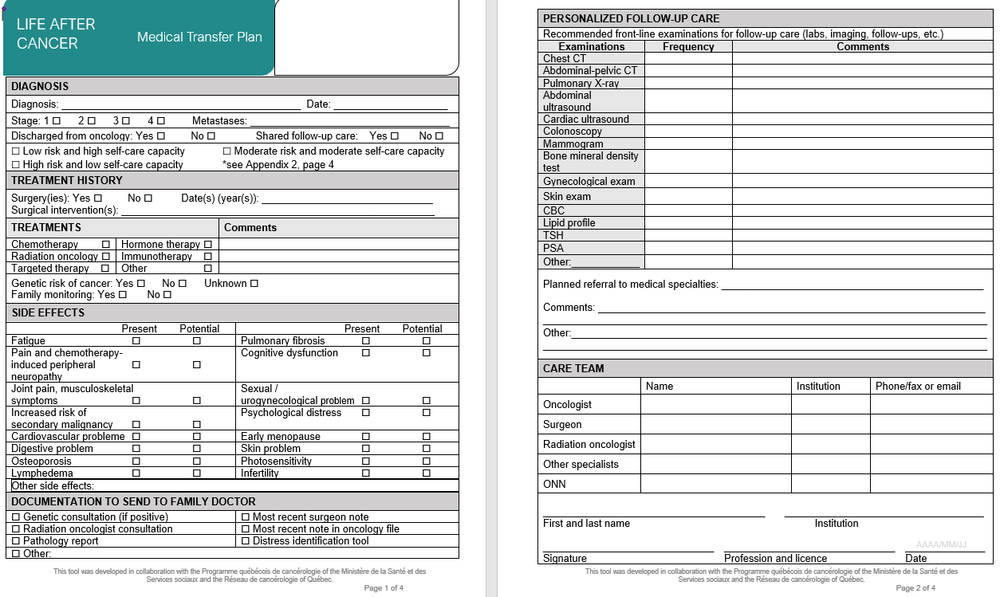 LIFE AFTER
CANCER
Medical Transfer Plan
DIAGNOSIS
Diagnosis: ____ Date: ____
Stage: 1 ☐ 2 ☐ 3 ☐ 4 ☐ Metastases: ____
Discharged from oncology: Yes ☐ No ☐ Shared follow-up care: Yes ☐ No ☐
☐ Low risk and high self-care capacity ☐ Moderate risk and moderate self-care capacity
☐ High risk and low self-care capacity *see Appendix 2, page 4
TREATMENT HISTORY
Surgery(ies): Yes ☐ No ☐ Date(s) (year(s)): ____
Surgical intervention(s): ____
TREATMENTS Comments
Chemotherapy ☐ Hormone therapy ☐
Radiation oncology ☐ Immunotherapy ☐
Targeted therapy ☐ Other ☐
Genetic risk of cancer: Yes ☐ No ☐ Unknown ☐
Family monitoring: Yes ☐ No ☐
SIDE EFFECTS
Present Potential Present Potential
Fatigue ☐ ☐ Pulmonary fibrosis ☐ ☐
Pain and chemotherapy- Cognitive dysfunction ☐ ☐
induced peripheral ☐ ☐
neuropathy
Joint pain, musculoskeletal Sexual /
symptoms ☐ ☐ urogynecological problem ☐ ☐
Increased risk of Psychological distress ☐ ☐
secondary malignancy ☐ ☐
Cardiovascular probleme ☐ ☐ Early menopause ☐ ☐
Digestive problem ☐ ☐ Skin problem ☐ ☐
Osteoporosis ☐ ☐ Photosensitivity ☐ ☐
Lymphedema ☐ ☐ Infertility ☐ ☐
Other side effects:
DOCUMENTATION TO SEND TO FAMILY DOCTOR
☐ Genetic consultation (if positive) ☐ Most recent surgeon note
☐ Radiation oncologist consultation ☐ Most recent note in oncology file
☐ Pathology report ☐ Distress identification tool
☐ Other:
This tool was developed in collaboration with the Programme québécois de cancérologie of the Ministère de la Santé et des
Services sociaux and the Réseau de cancérologie of Québec.
Page 1 of 4
PERSONALIZED FOLLOW-UP CARE
Recommended front-line examinations for follow-up care (labs, imaging, follow-ups, etc.)
Examinations Frequency Comments
Chest CT
Abdominal-pelvic CT
Pulmonary X-ray
Abdominal
ultrasound
Cardiac ultrasound
Colonoscopy
Mammogram
Bone mineral density
test
Gynecological exam
Skin exam
CBC
Lipid profile
TSH
PSA
Other:____
Planned referral to medical specialties: ____
Comments: ____
Other:____
CARE TEAM
Name Institution Phone/fax or email
Oncologist
Surgeon
Radiation oncologist
Other specialists
ONN
First and last name Institution
AAAA/MM/JJ
Signature Profession and licence Date
This tool was developed in collaboration with the Programme québécois de cancérologie of the Ministère de la Santé et des
Services sociaux and the Réseau de cancérologie of Québec.
Page 2 of 4